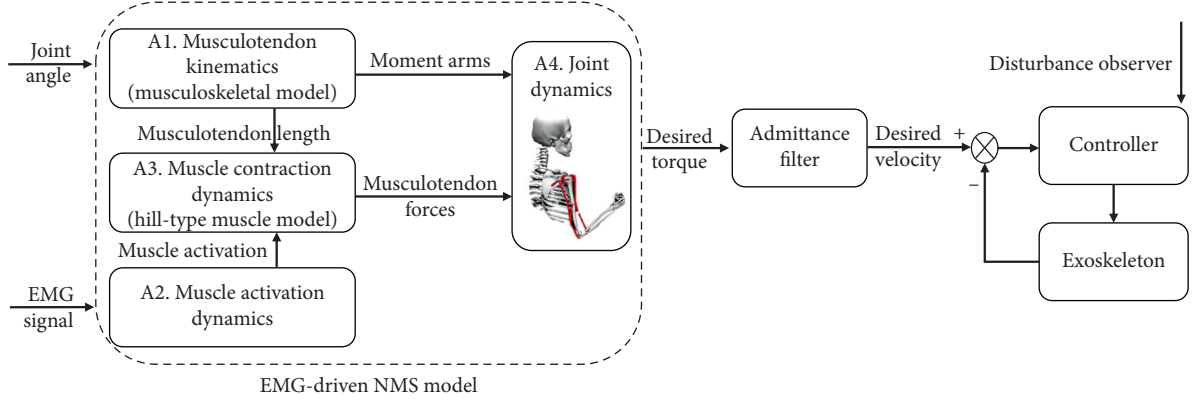 Joint
angle
A1. Musculotendon
kinematics
(musculoskeletal model)
Moment arms
Musculotendon length
A3. Muscle contraction
dynamics
(hill-type muscle model)
Musculotendon
forces
Muscle activation
EMG
signal
A2. Muscle activation
dynamics
A4. Joint
dynamics
EMG-driven NMS model
Desired
torque
Admittance
filter
Desired
velocity
+
−
Disturbance observer
Controller
Exoskeleton